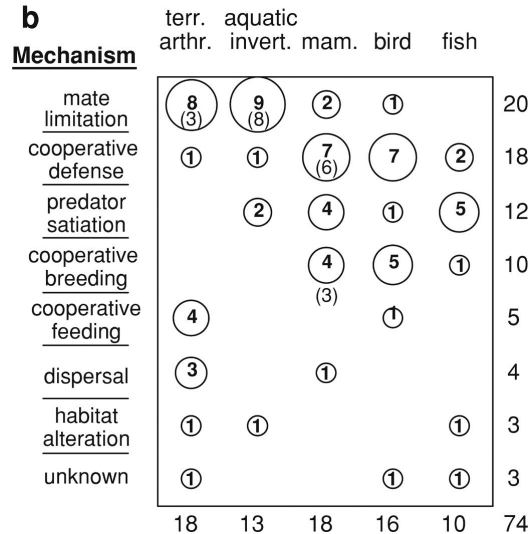 b
terr. aquatic
arthr. invert. mam. bird fish
Mechanism
mate
limitation 8 (3) 9 (8) 2 1 20
cooperative
defense 1 1 7 (6) 7 2 18
predator
satiation 2 4 1 5 12
cooperative
breeding 4 (3) 5 1 10
cooperative
feeding 4 1 5
dispersal 3 1 4
habitat
alteration 1 1 1 3
unknown 1 1 1 3
18 13 18 16 10 74